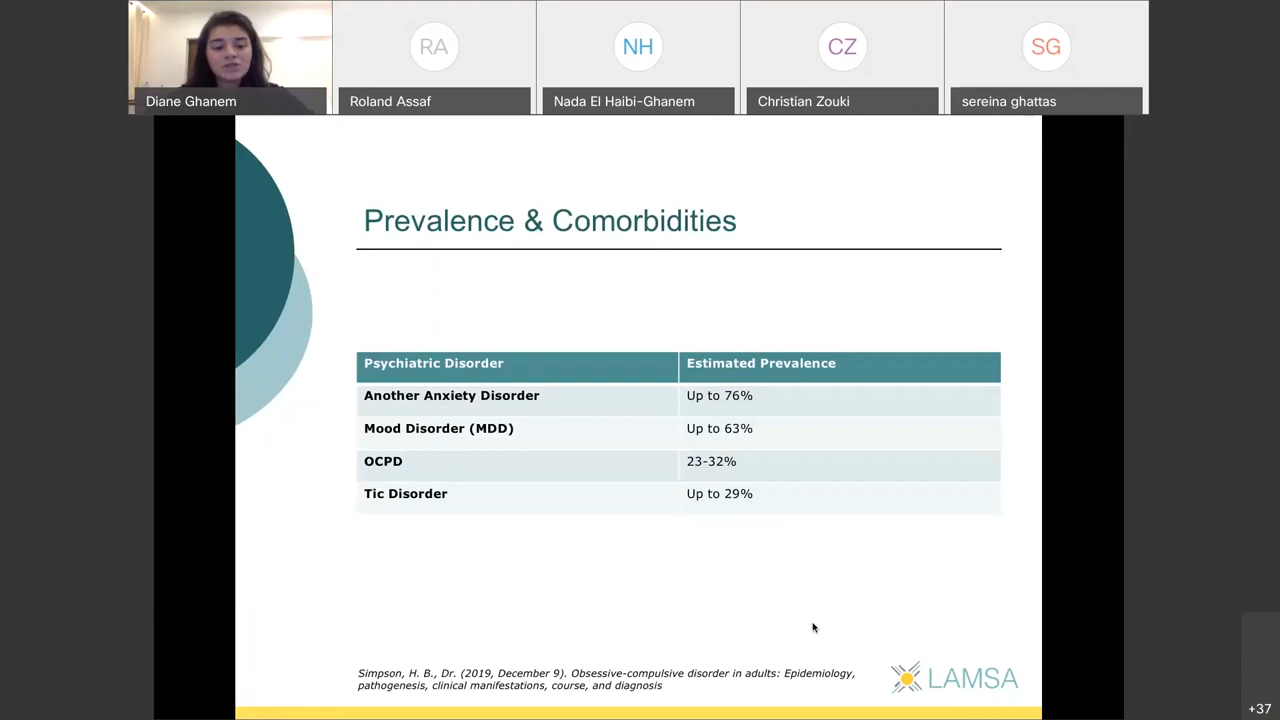 RA
NH
CZ
SG
Diane Ghanem
Roland Assaf
Nada El Haibi-Ghanem
Christian Zouki
sereina ghattas
Prevalence & Comorbidities
Psychiatric Disorder
Estimated Prevalence
Another Anxiety Disorder
Up to 76%
Mood Disorder (MDD)
Up to 63%
OCPD
23-32%
Tic Disorder
Up to 29%
Simpson, H. B., Dr. (2019, December 9). Obsessive-compulsive disorder in adults: Epidemiology,
pathogenesis, clinical manifestations, course, and diagnosis
LAMSA
+37